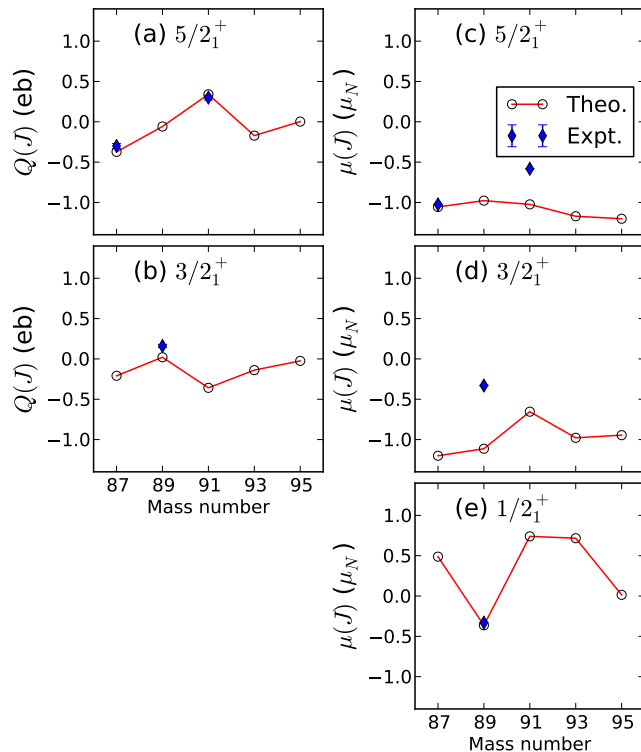 (a) 5/2₁⁺
Q(J) (eb)
1.0
0.5
0.0
−0.5
−1.0
(c) 5/2₁⁺
μ(J) (μ_N)
1.0
0.5
0.0
−0.5
−1.0
Theo.
Expt.
(b) 3/2₁⁺
Q(J) (eb)
1.0
0.5
0.0
−0.5
−1.0
87 89 91 93 95
Mass number
(d) 3/2₁⁺
μ(J) (μ_N)
1.0
0.5
0.0
−0.5
−1.0
(e) 1/2₁⁺
μ(J) (μ_N)
1.0
0.5
0.0
−0.5
−1.0
87 89 91 93 95
Mass number